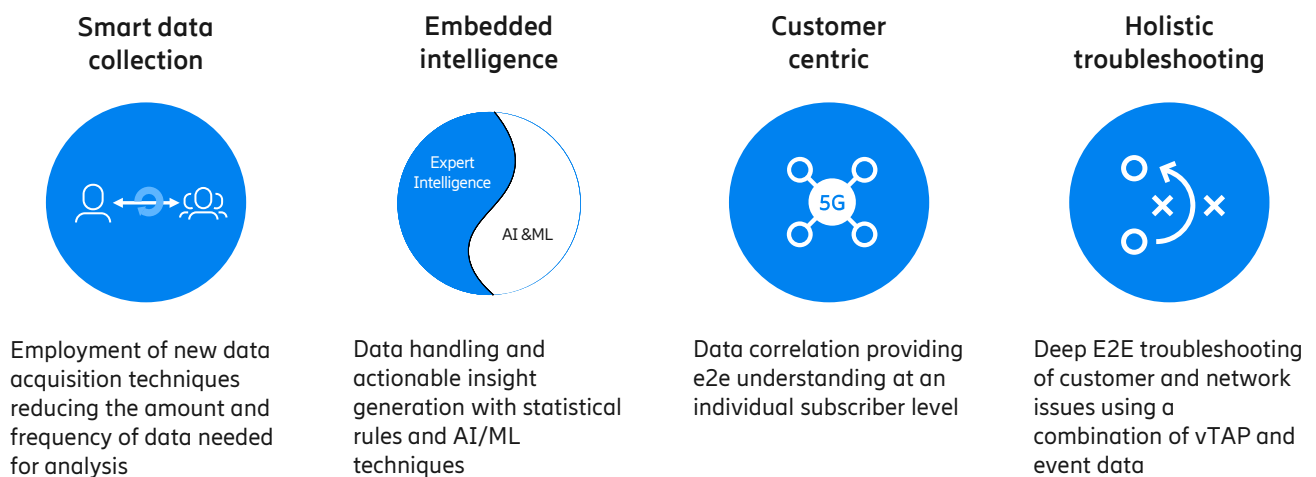 Smart data
collection
Embedded
intelligence
Customer
centric
Holistic
troubleshooting
Expert
Intelligence
AI &ML
5G
Employment of new data
acquisition techniques
reducing the amount and
frequency of data needed
for analysis
Data handling and
actionable insight
generation with statistical
rules and AI/ML
techniques
Data correlation providing
e2e understanding at an
individual subscriber level
Deep E2E troubleshooting
of customer and network
issues using a
combination of vTAP and
event data